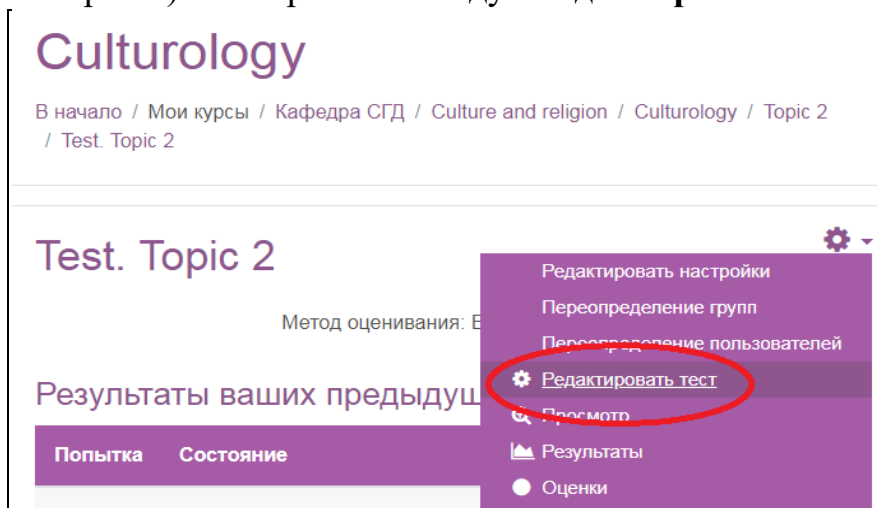 Culturology
В начало / Мои курсы / Кафедра СГД / Culture and religion / Culturology / Topic 2
/ Test. Topic 2
Test. Topic 2
Редактировать настройки
Переопределение групп
Метод оценивания:
Переопределение пользователей
Редактировать тест
Результаты ваших
Просмотр
Попытка Состояние
Результаты
Оценки